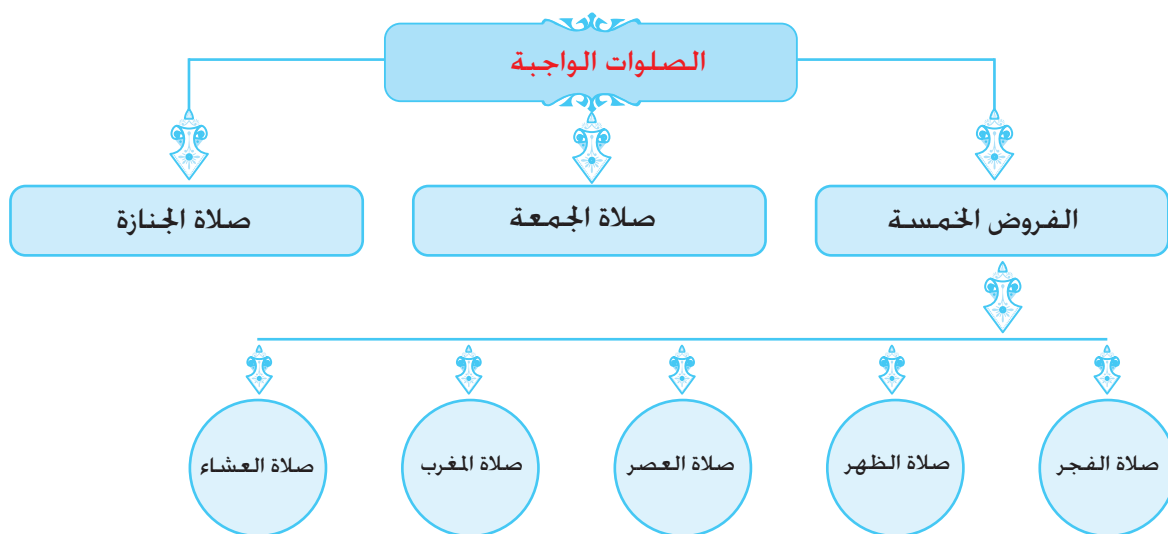 الصلوات الواجبة
الفروض الخمسة
صلاة الجمعة
صلاة الجنازة
صلاة الفجر
صلاة الظهر
صلاة العصر
صلاة المغرب
صلاة العشاء